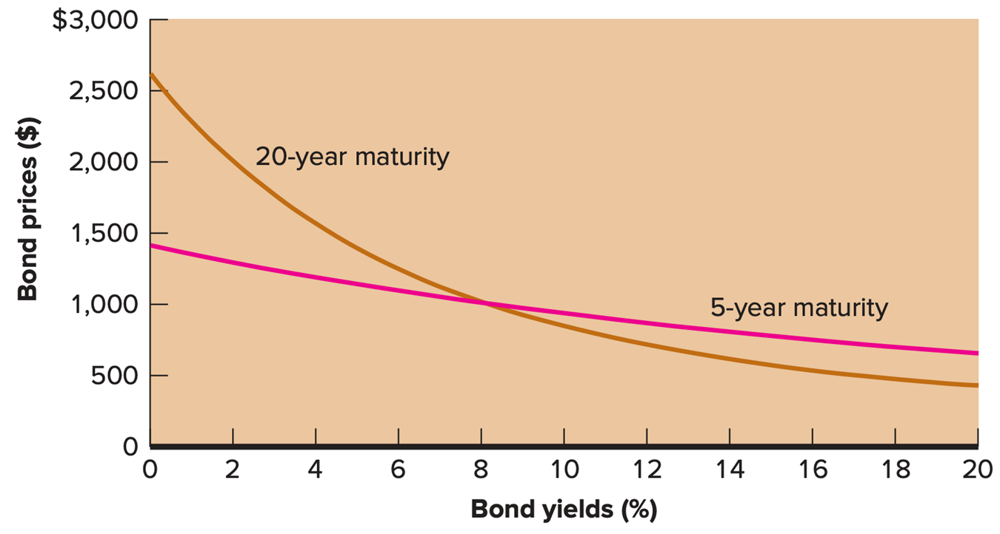 $3,000
2,500
2,000
1,500
1,000
500
0
Bond prices ($)
20-year maturity
5-year maturity
0 2 4 6 8 10 12 14 16 18 20
Bond yields (%)